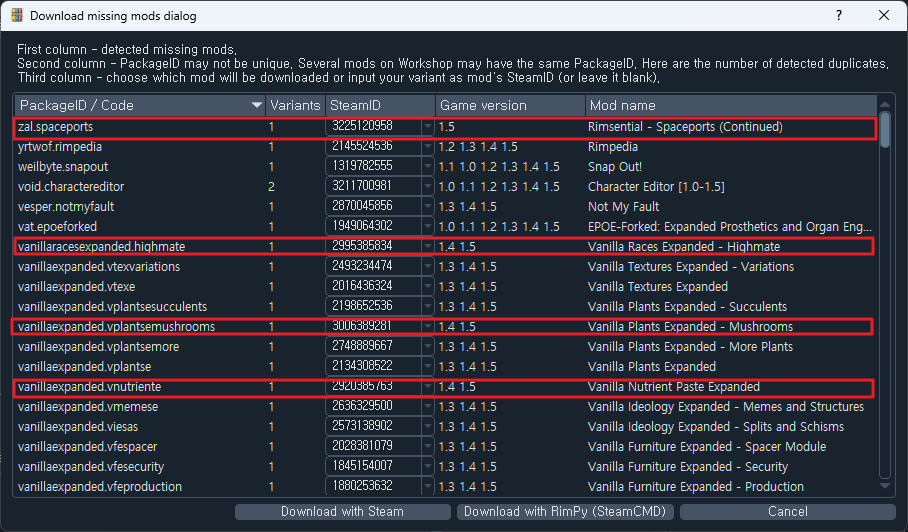 Download missing mods dialog
First column - detected missing mods,
Second column - PackageID may not be unique, Several mods on Workshop may have the same PackageID, Here are the number of detected duplicates,
Third column - choose which mod will be downloaded or input your variant as mod's SteamID (or leave it blank),
PackageID / Code Variants SteamID Game version Mod name
zal.spaceports 1 3225120958 1.5 Rimsential - Spaceports (Continued)
yrtwof.rimpedia 1 2145524536 1.2 1.3 1.4 1.5 Rimpedia
weilbyte.snapout 1 1319782555 1.1 1.0 1.2 1.3 1.4 1.5 Snap Out!
void.charactereditor 2 3211700981 1.0 1.1 1.2 1.3 1.4 1.5 Character Editor [1.0-1.5]
vesper.notmyfault 1 2870045856 1.3 1.4 1.5 Not My Fault
vat.epoeforked 1 1949064302 1.0 1.1 1.2 1.3 1.4 1.5 EPOE-Forked: Expanded Prosthetics and Organ Eng...
vanillaracesexpanded.highmate 1 2995385834 1.4 1.5 Vanilla Races Expanded - Highmate
vanillaexpanded.vtexvariations 1 2493234474 1.3 1.4 1.5 Vanilla Textures Expanded - Variations
vanillaexpanded.vtexe 1 2016436324 1.3 1.4 1.5 Vanilla Textures Expanded
vanillaexpanded.vplantsesucculents 1 2198652536 1.3 1.4 1.5 Vanilla Plants Expanded - Succulents
vanillaexpanded.vplantsemushrooms 1 3006389281 1.4 1.5 Vanilla Plants Expanded - Mushrooms
vanillaexpanded.vplantsemore 1 2748889667 1.3 1.4 1.5 Vanilla Plants Expanded - More Plants
vanillaexpanded.vplantse 1 2134308522 1.3 1.4 1.5 Vanilla Plants Expanded
vanillaexpanded.vnutriente 1 2920385763 1.4 1.5 Vanilla Nutrient Paste Expanded
vanillaexpanded.vmemese 1 2636329500 1.3 1.4 1.5 Vanilla Ideology Expanded - Memes and Structures
vanillaexpanded.viesas 1 2573138902 1.3 1.4 1.5 Vanilla Ideology Expanded - Splits and Schisms
vanillaexpanded.vfespacer 1 2028381079 1.3 1.4 1.5 Vanilla Furniture Expanded - Spacer Module
vanillaexpanded.vfesecurity 1 1845154007 1.3 1.4 1.5 Vanilla Furniture Expanded - Security
vanillaexpanded.vfeproduction 1 1880253632 1.3 1.4 1.5 Vanilla Furniture Expanded - Production
Download with Steam Download with RimPy (SteamCMD) Cancel